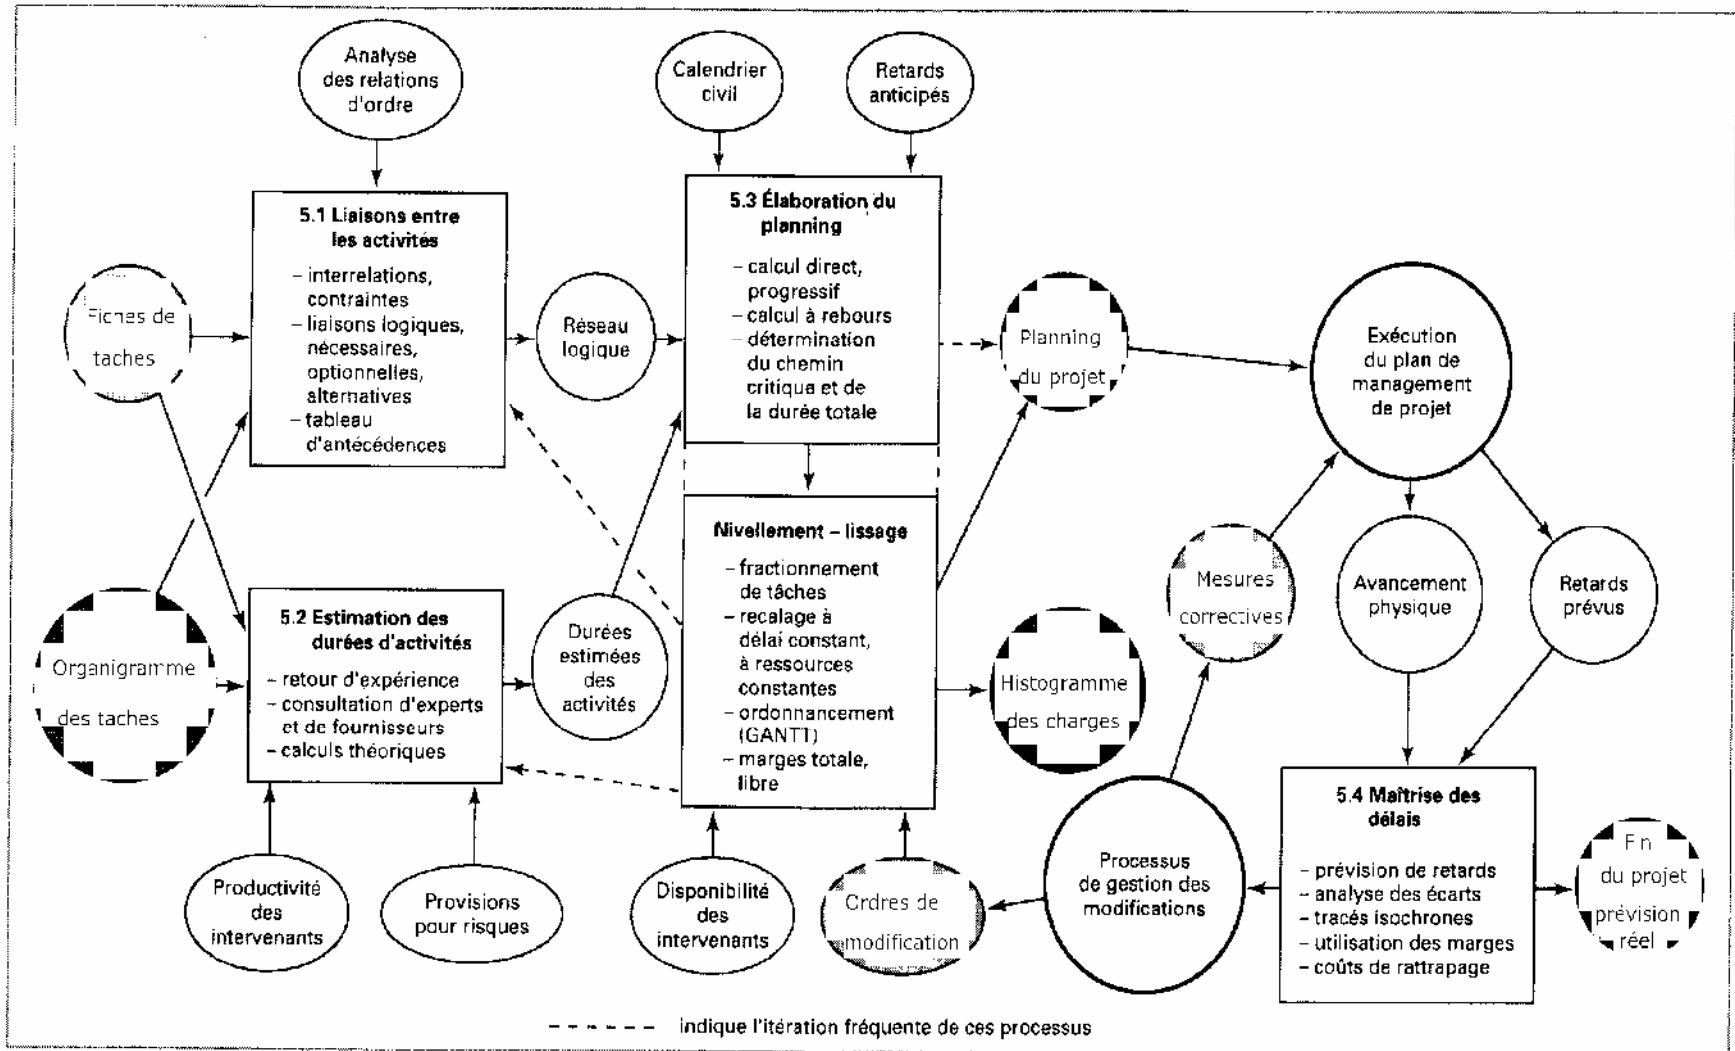 Analyse
des relations
d'ordre
Calendrier
civil
Retards
anticipés
5.1 Liaisons entre
les activités
– interrelations,
contraintes
– liaisons logiques,
nécessaires,
optionnelles,
alternatives
– tableau
d'antécédences
5.3 Élaboration du
planning
– calcul direct,
progressif
– calcul à rebours
– détermination
du chemin
critique et de
la durée totale
Fiches de
taches
Réseau
logique
Planning
du projet
Exécution
du plan de
management
de projet
Nivellement – lissage
– fractionnement
de tâches
– recalage à
délai constant,
à ressources
constantes
– ordonnancement
(GANTT)
– marges totale,
libre
Mesures
correctives
Avancement
physique
Retards
prévus
Organigramme
des taches
5.2 Estimation des
durées d'activités
– retour d'expérience
– consultation d'experts
et de fournisseurs
– calculs théoriques
Durées
estimées
des
activités
Histogramme
des charges
5.4 Maîtrise des
délais
– prévision de retards
– analyse des écarts
– tracés isochrones
– utilisation des marges
– coûts de rattrapage
Fin
du projet
prévision
réel
Productivité
des
intervenants
Provisions
pour risques
Disponibilité
des
intervenants
Ordres de
modification
Processus
de gestion des
modifications
indique l'itération fréquente de ces processus